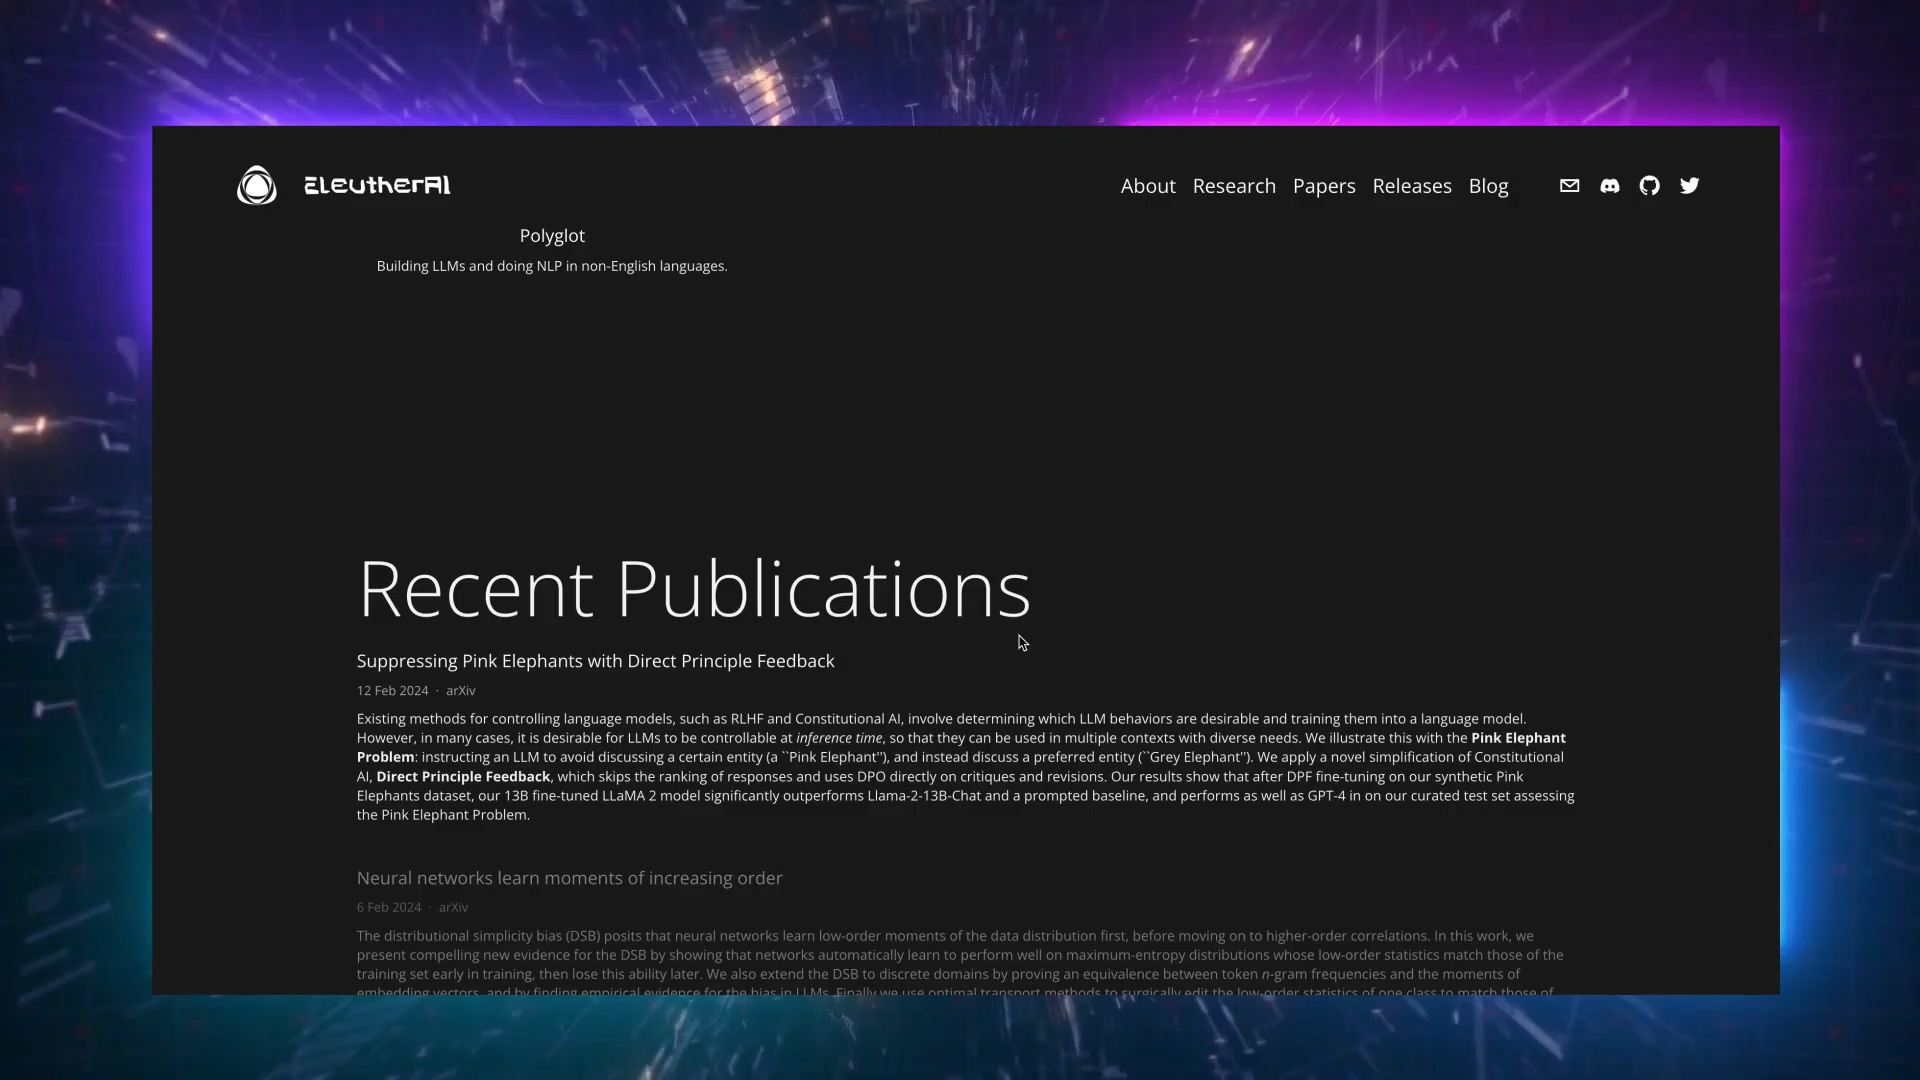 EleutherAI
About Research Papers Releases Blog
Polyglot
Building LLMs and doing NLP in non-English languages.
Recent Publications
Suppressing Pink Elephants with Direct Principle Feedback
12 Feb 2024 · arXiv
Existing methods for controlling language models, such as RLHF and Constitutional AI, involve determining which LLM behaviors are desirable and training them into a language model.
However, in many cases, it is desirable for LLMs to be controllable at inference time, so that they can be used in multiple contexts with diverse needs. We illustrate this with the Pink Elephant
Problem: instructing an LLM to avoid discussing a certain entity (a ``Pink Elephant''), and instead discuss a preferred entity (``Grey Elephant''). We apply a novel simplification of Constitutional
AI, Direct Principle Feedback, which skips the ranking of responses and uses DPO directly on critiques and revisions. Our results show that after DPF fine-tuning on our synthetic Pink
Elephants dataset, our 13B fine-tuned LLaMA 2 model significantly outperforms Llama-2-13B-Chat and a prompted baseline, and performs as well as GPT-4 in on our curated test set assessing
the Pink Elephant Problem.
Neural networks learn moments of increasing order
6 Feb 2024 · arXiv
The distributional simplicity bias (DSB) posits that neural networks learn low-order moments of the data distribution first, before moving on to higher-order correlations. In this work, we
present compelling new evidence for the DSB by showing that networks automatically learn to perform well on maximum-entropy distributions whose low-order statistics match those of the
training set early in training, then lose this ability later. We also extend the DSB to discrete domains by proving an equivalence between token n-gram frequencies and the moments of
embedding vectors, and by finding empirical evidence for the bias in LLMs. Finally we use optimal transport methods to surgically edit the low-order statistics of one class to match those of